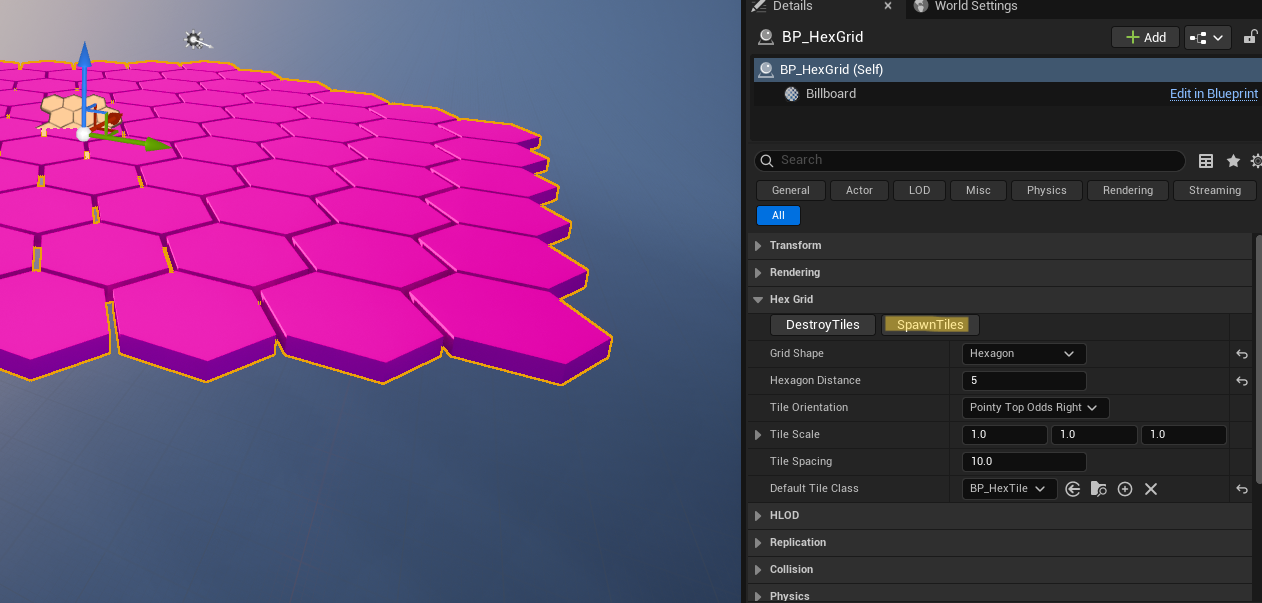 Details
World Settings
BP_HexGrid
Add
BP_HexGrid (Self)
Billboard
Edit in Blueprint
Search
General Actor LOD Misc Physics Rendering Streaming
All
Transform
Rendering
Hex Grid
DestroyTiles SpawnTiles
Grid Shape Hexagon
Hexagon Distance 5
Tile Orientation Pointy Top Odds Right
Tile Scale 1.0 1.0 1.0
Tile Spacing 10.0
Default Tile Class BP_HexTile
HLOD
Replication
Collision
Physics